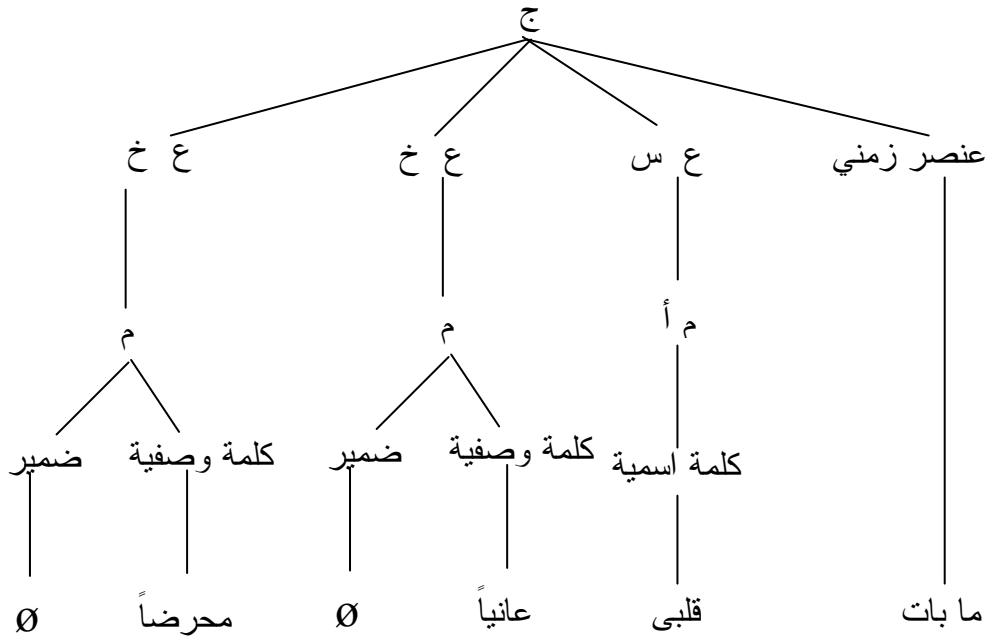 ج
عنصر زمني ع س ع خ ع خ
م أ م م
كلمة اسمية كلمة وصفية ضمير كلمة وصفية ضمير
ما بات قلبى عانياً Ø محرضاً Ø